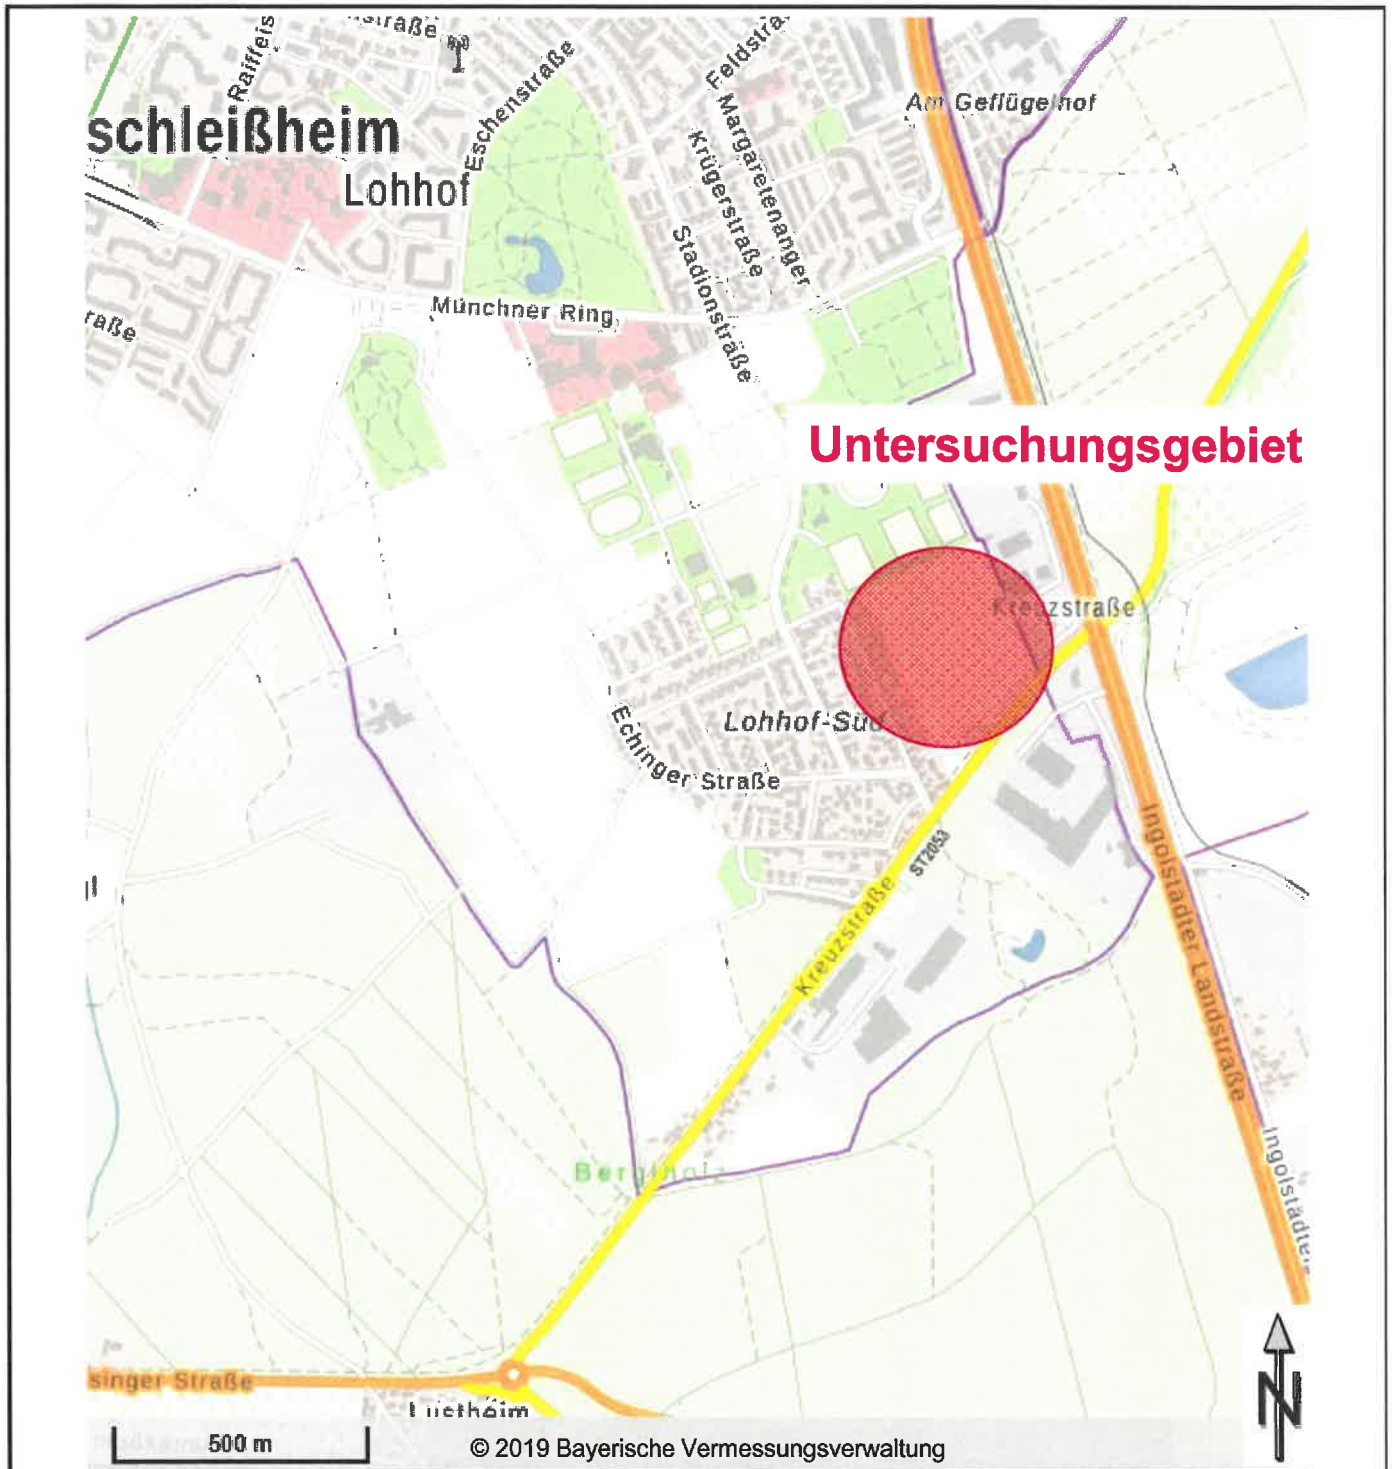 straße
Raiffeis
Eschenstraße
Feldstra
Am Geflügelhof
schleißheim
Lohhof
Margaretenanger
Krügerstraße
Stadionstraße
Münchner Ring
raße
Untersuchungsgebiet
Kreuzstraße
Lohhof-Süd
Echinger Straße
ST2053
Kreuzstraße
Ingolstädter Landstraße
Ingolstädter
Berglholz
singer Straße
Lustheim
500 m
© 2019 Bayerische Vermessungsverwaltung
N